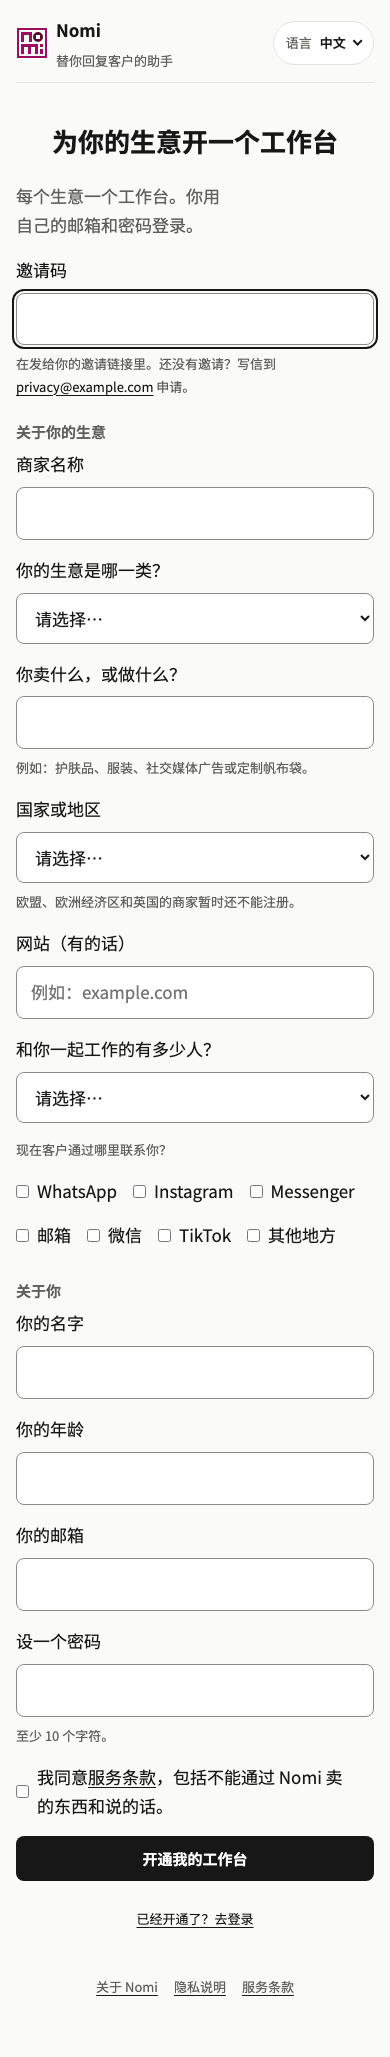 Nomi
替你回复客户的助手
语言 中文
为你的生意开一个工作台
每个生意一个工作台。你用
自己的邮箱和密码登录。
邀请码
在发给你的邀请链接里。还没有邀请？写信到
privacy@example.com 申请。
关于你的生意
商家名称
你的生意是哪一类？
请选择…
你卖什么，或做什么？
例如：护肤品、服装、社交媒体广告或定制帆布袋。
国家或地区
请选择…
欧盟、欧洲经济区和英国的商家暂时还不能注册。
网站（有的话）
例如：example.com
和你一起工作的有多少人？
请选择…
现在客户通过哪里联系你？
WhatsApp Instagram Messenger
邮箱 微信 TikTok 其他地方
关于你
你的名字
你的年龄
你的邮箱
设一个密码
至少 10 个字符。
我同意服务条款，包括不能通过 Nomi 卖
的东西和说的话。
开通我的工作台
已经开通了？去登录
关于 Nomi 隐私说明 服务条款